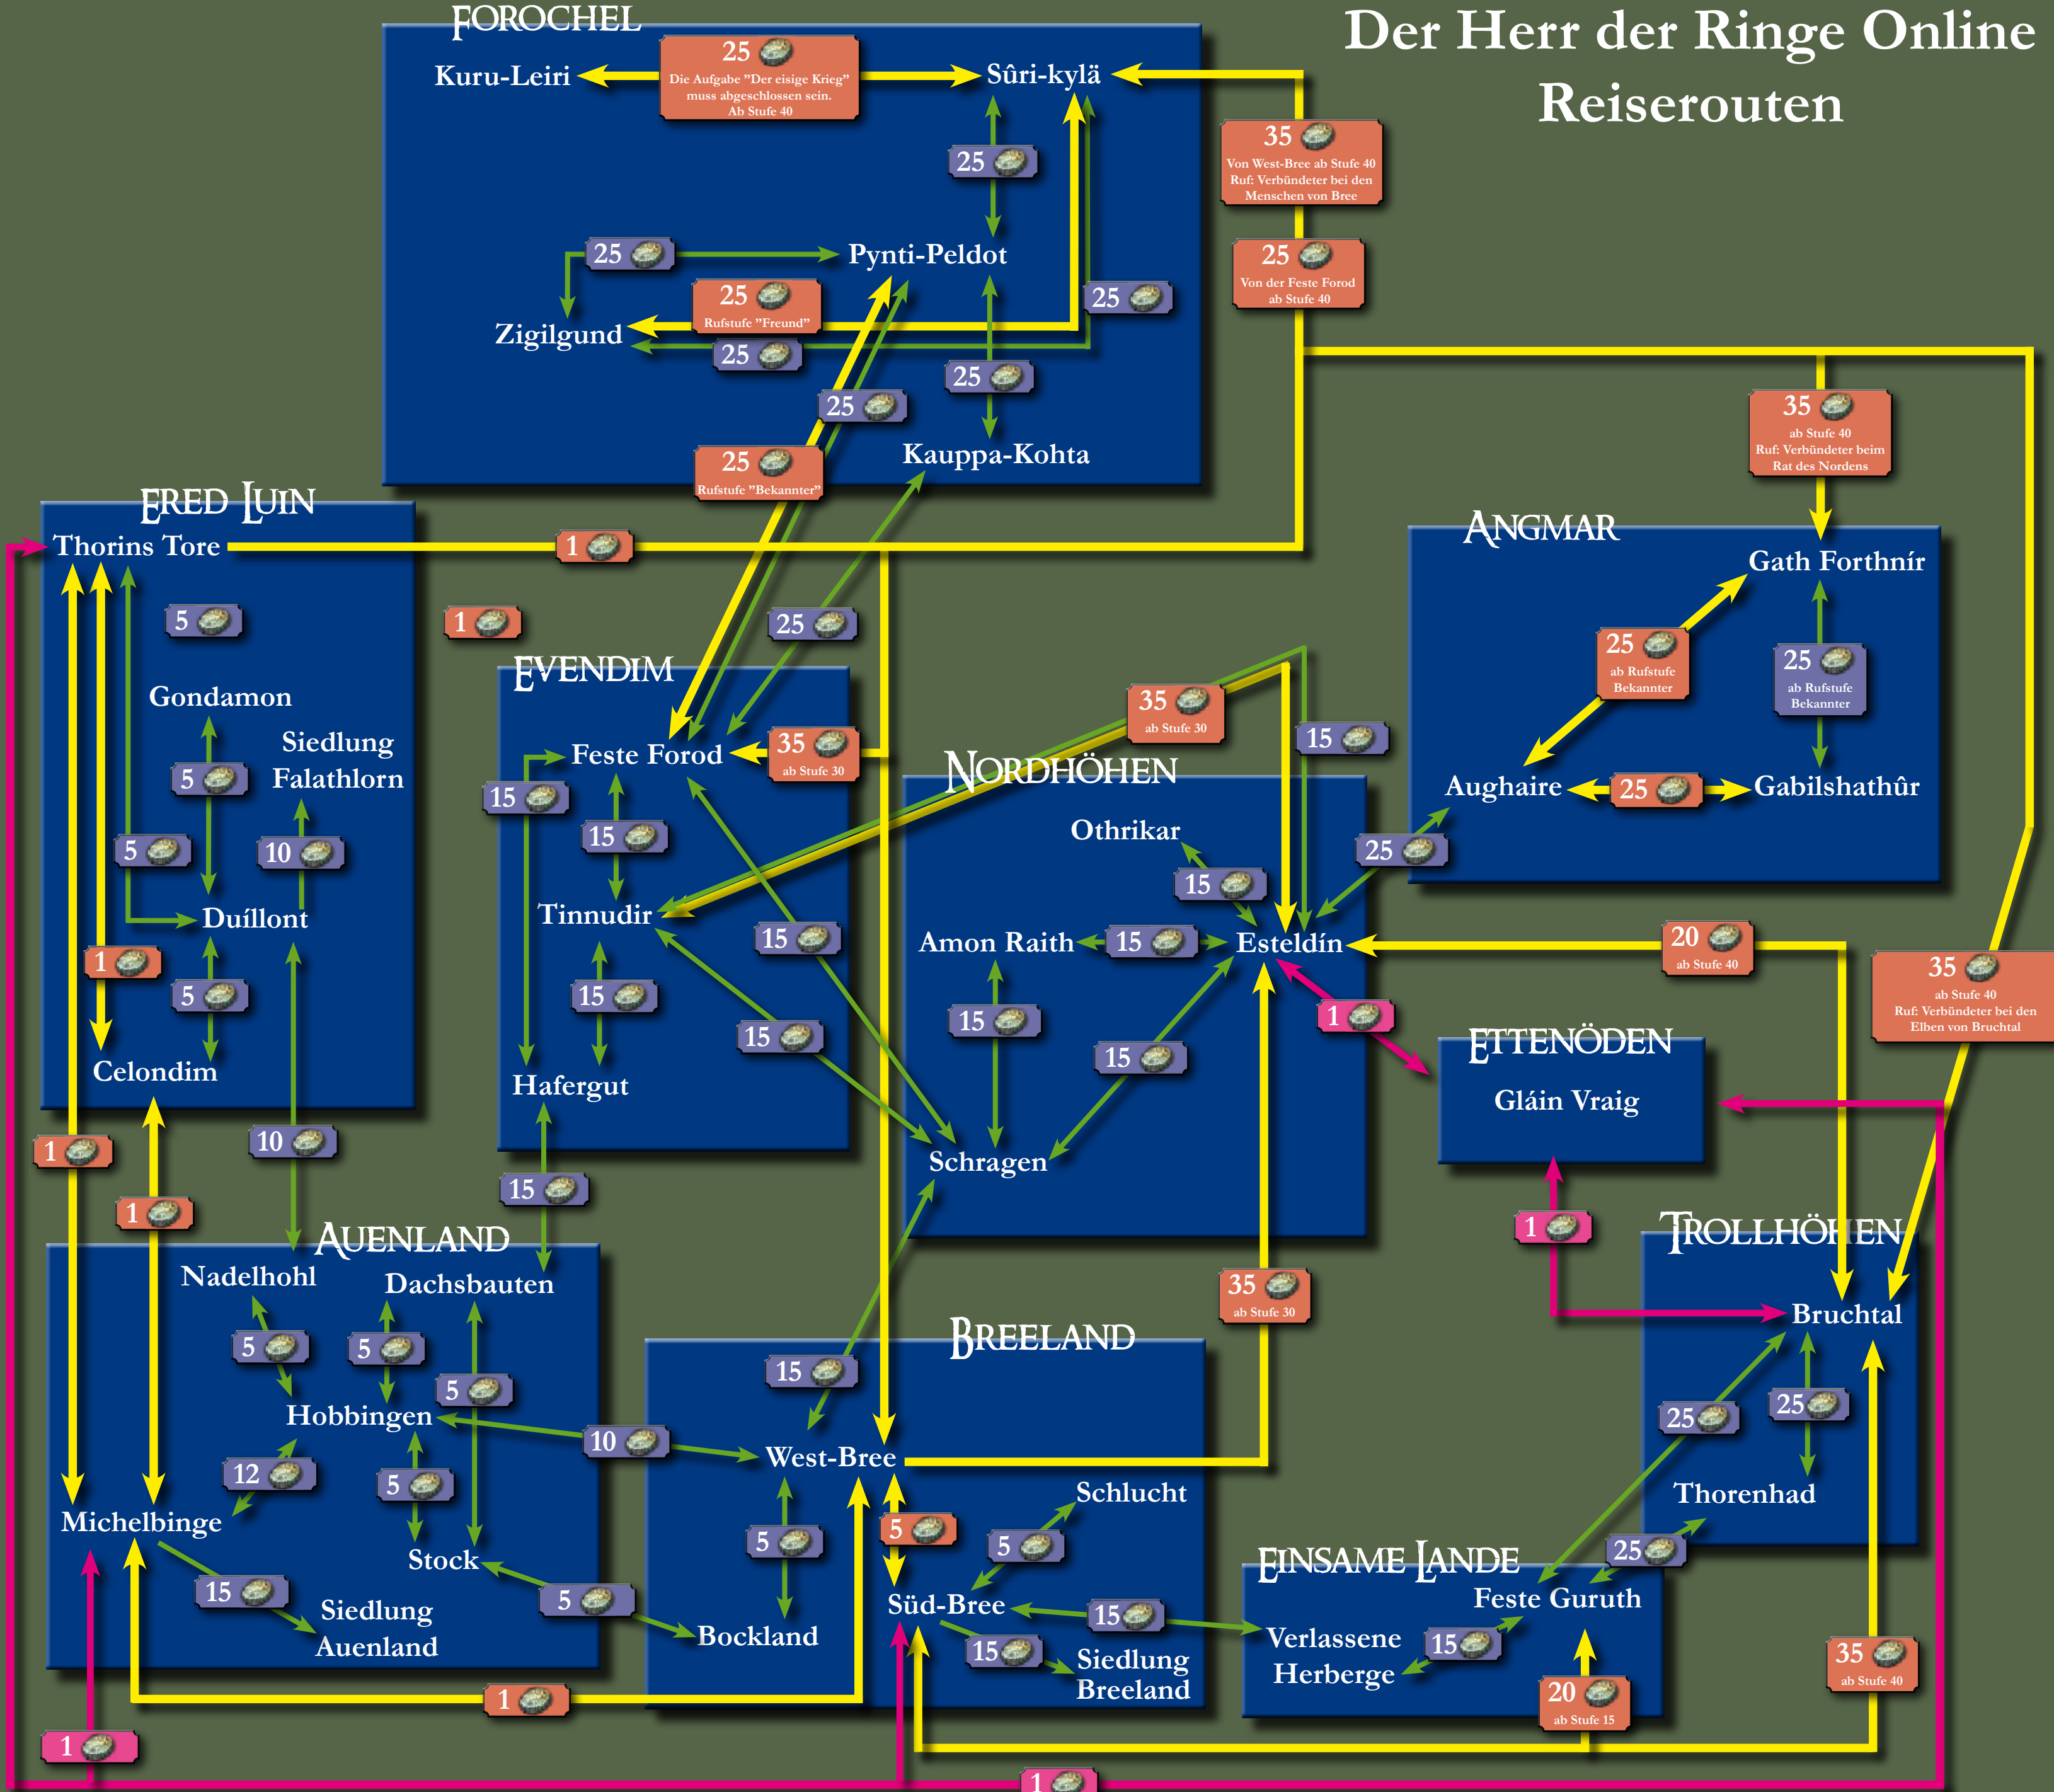 Der Herr der Ringe Online
Reiserouten
FOROCHEL
Kuru-Leiri
25
Die Aufgabe "Der eisige Krieg"
muss abgeschlossen sein.
Ab Stufe 40
Sûri-kylä
35
Von West-Bree ab Stufe 40
Ruf: Verbündeter bei den
Menschen von Bree
25
Von der Feste Forod
ab Stufe 40
25
25
Pynti-Peldot
25
Rufstufe "Freund"
25
Zigilgund
25
25
25
Kauppa-Kohta
25
Rufstufe "Bekannter"
35
ab Stufe 40
Ruf: Verbündeter beim
Rat des Nordens
ERED LUIN
Thorins Tore
1
5
1
25
Gondamon
Siedlung
Falathlorn
5
5
10
Duíllont
1
5
Celondim
1
10
1
EVENDIM
Feste Forod
35
ab Stufe 30
15
15
Tinnudir
15
15
15
Hafergut
15
35
ab Stufe 30
15
NORDHÖHEN
Othrikar
15
Amon Raith
15
Esteldín
15
15
Schragen
1
ANGMAR
Gath Forthnír
25
ab Rufstufe
Bekannter
25
ab Rufstufe
Bekannter
Aughaire
25
Gabilshathûr
25
20
ab Stufe 40
35
ab Stufe 40
Ruf: Verbündeter bei den
Elben von Bruchtal
ETTENÖDEN
Gláin Vraig
1
TROLLHÖHEN
Bruchtal
25
25
Thorenhad
25
AUENLAND
Nadelhohl
Dachsbauten
5
5
5
Hobbingen
10
12
5
Michelbinge
Stock
15
Siedlung
Auenland
5
1
1
BREELAND
15
35
ab Stufe 30
West-Bree
Schlucht
5
5
5
Süd-Bree
15
Bockland
15
Siedlung
Breeland
EINSAME LANDE
Feste Guruth
Verlassene
Herberge
15
20
ab Stufe 15
35
ab Stufe 40
1